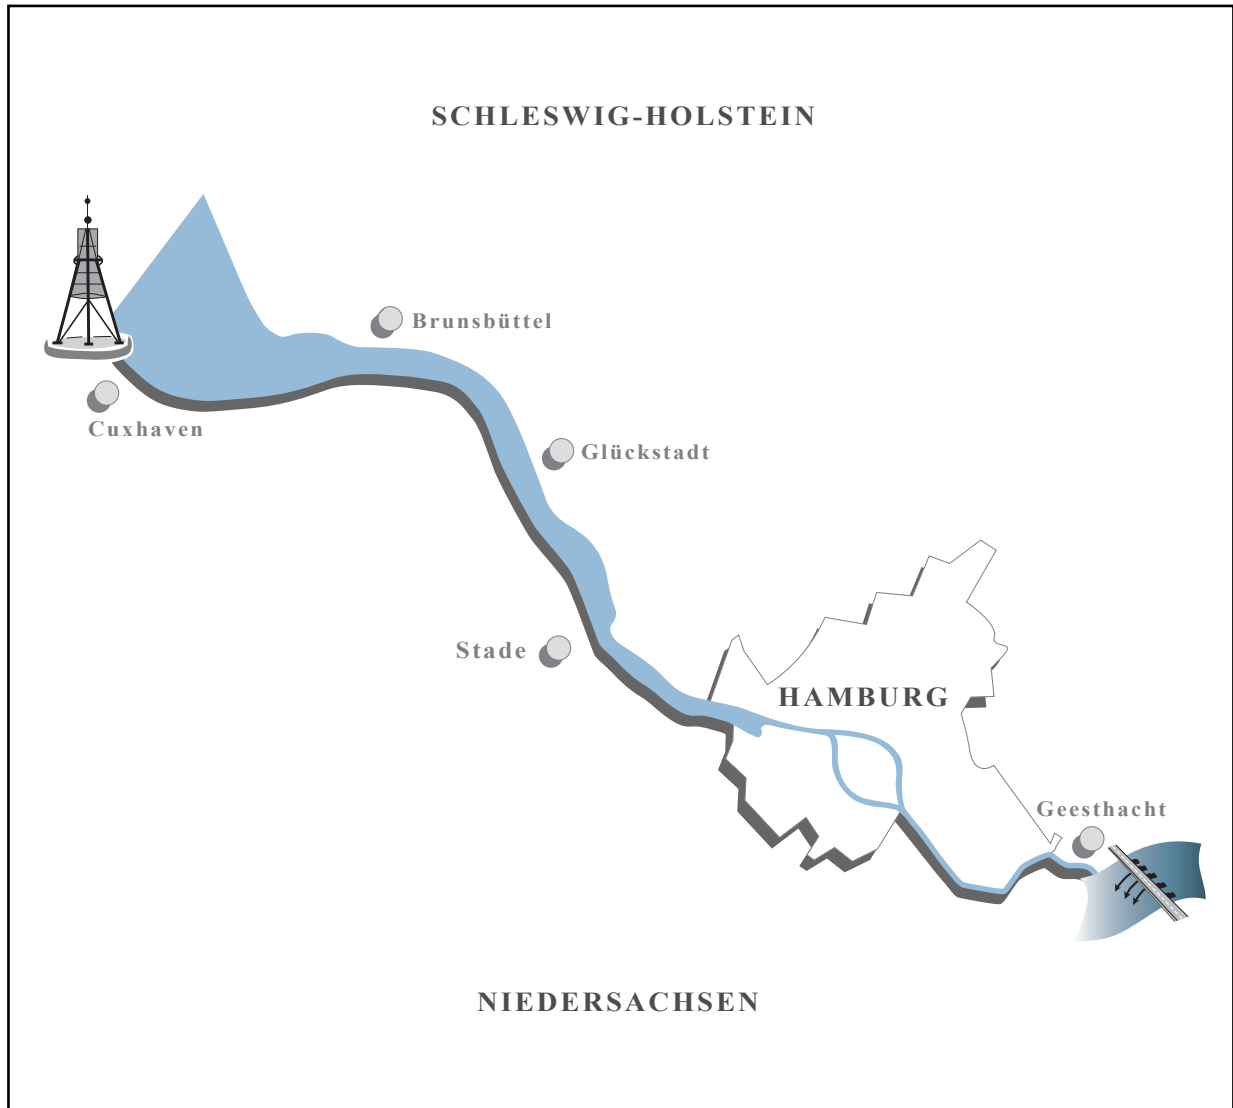 SCHLESWIG-HOLSTEIN
Brunsbüttel
Cuxhaven
Glückstadt
Stade
HAMBURG
Geesthacht
NIEDERSACHSEN